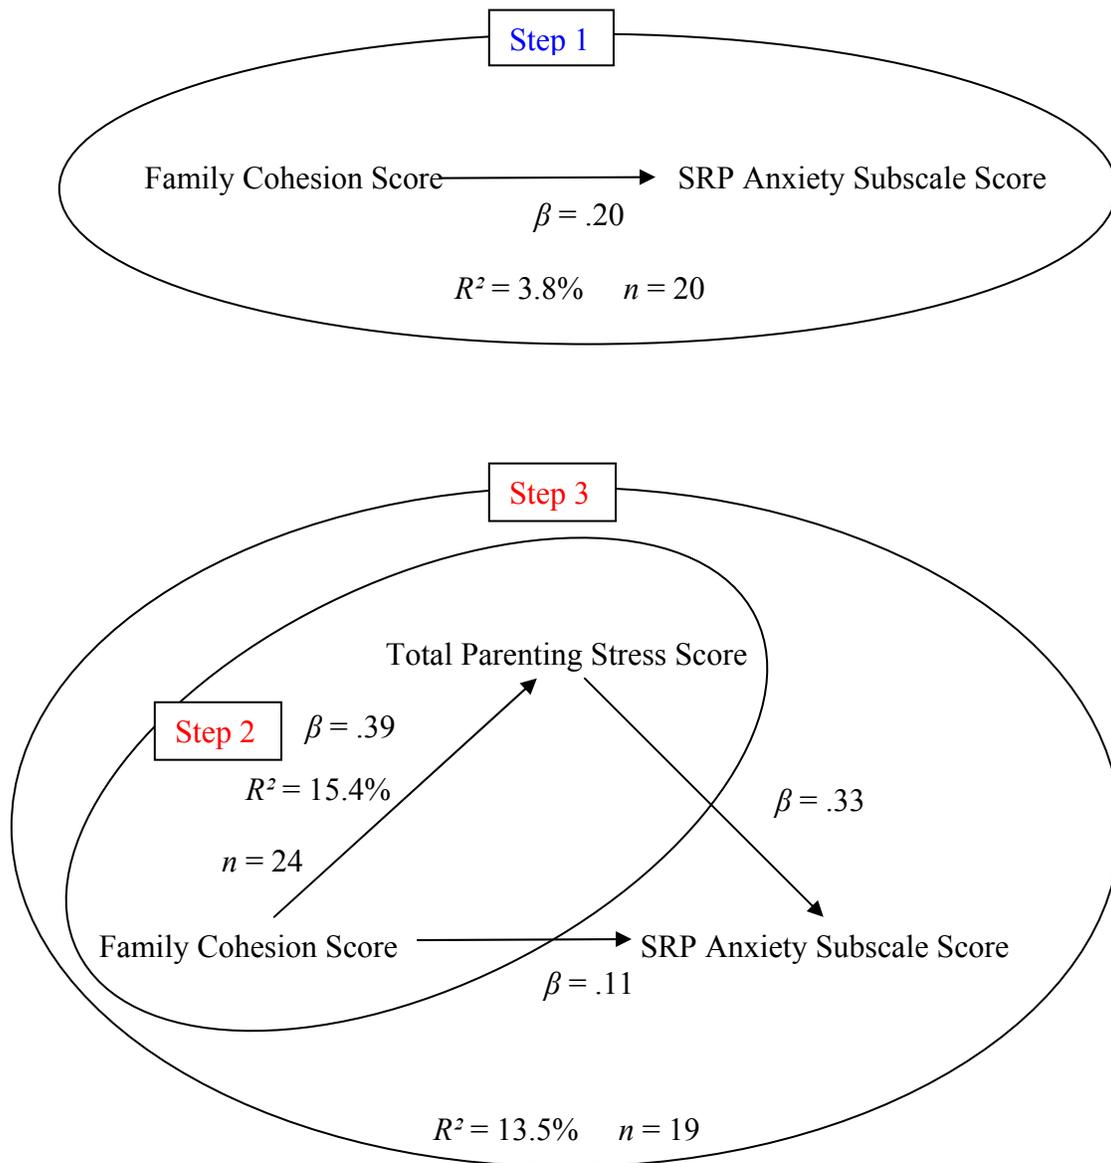 Step 1
Family Cohesion Score
SRP Anxiety Subscale Score
β = .20
R² = 3.8% n = 20
Step 3
Total Parenting Stress Score
Step 2
β = .39
R² = 15.4%
β = .33
n = 24
Family Cohesion Score
SRP Anxiety Subscale Score
β = .11
R² = 13.5% n = 19